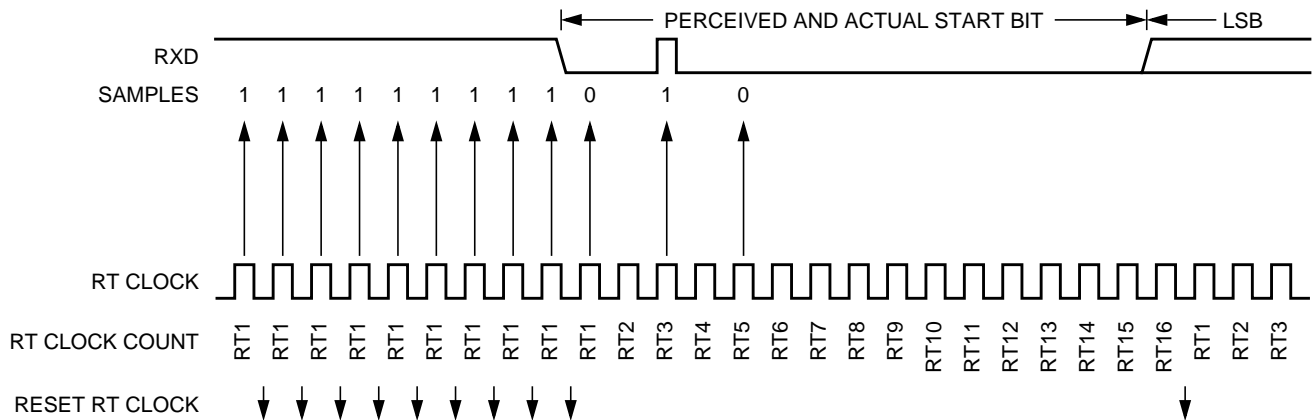 PERCEIVED AND ACTUAL START BIT LSB
RXD
SAMPLES 1 1 1 1 1 1 1 1 1 0 1 0
RT CLOCK
RT CLOCK COUNT RT1 RT1 RT1 RT1 RT1 RT1 RT1 RT1 RT1 RT1 RT2 RT3 RT4 RT5 RT6 RT7 RT8 RT9 RT10 RT11 RT12 RT13 RT14 RT15 RT16 RT1 RT2 RT3
RESET RT CLOCK